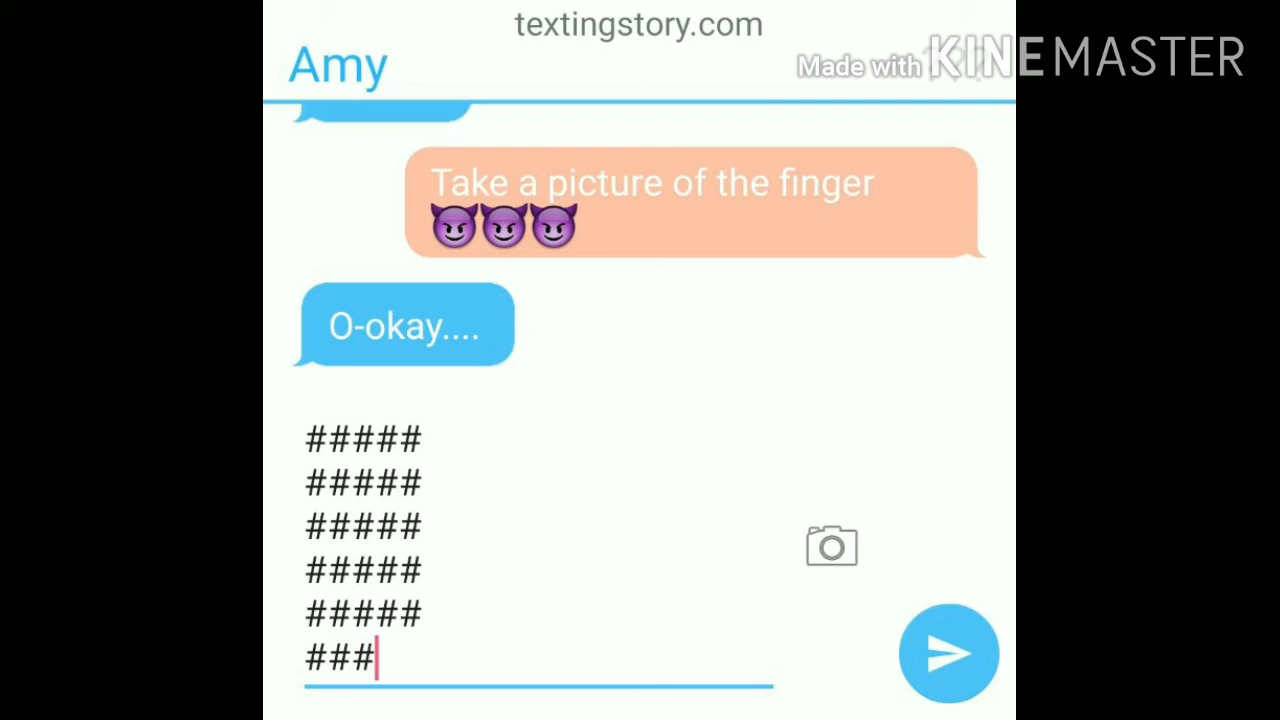 textingstory.com
Amy
Made with KINEMASTER
Take a picture of the finger
😈😈😈
O-okay....
#####
#####
#####
#####
#####
###